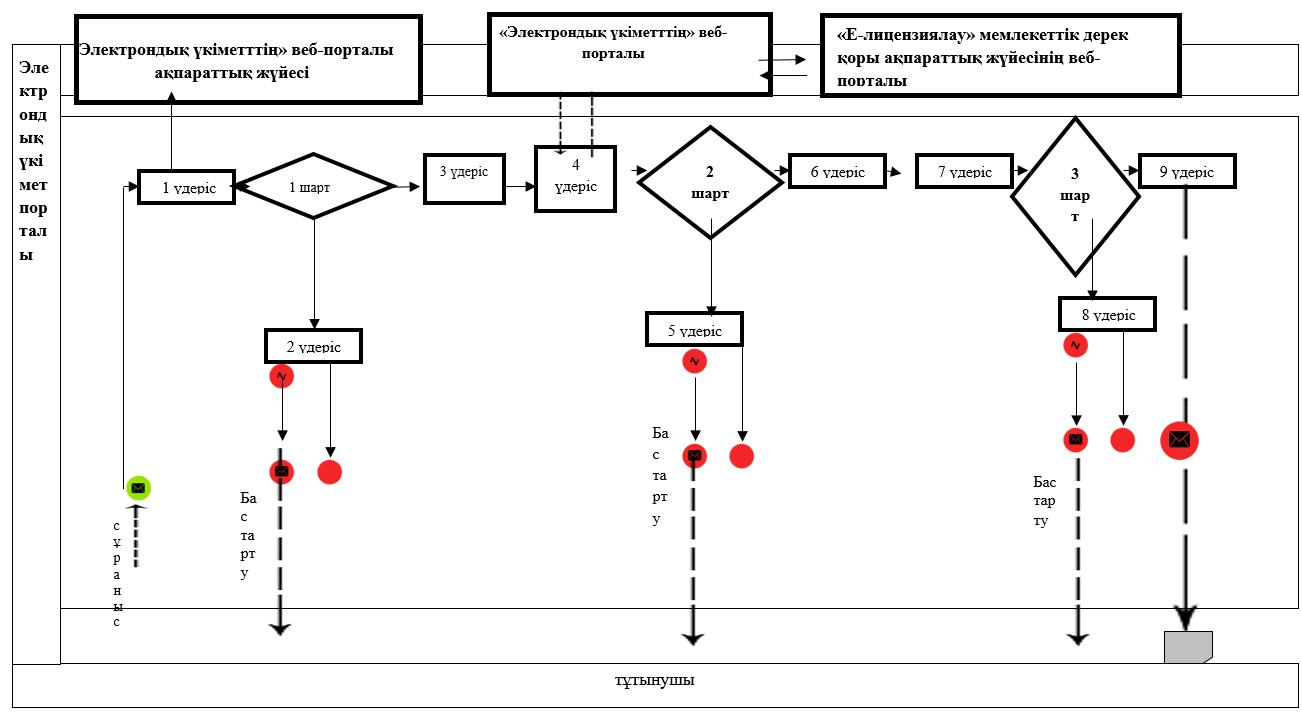 Электрондық үкіметттің» веб-порталы
ақпараттық жүйесі
«Электрондық үкіметттің» веб-
порталы
«Е-лицензиялау» мемлекеттік дерек
қоры ақпараттық жүйесінің веб-
порталы
Эле
ктр
онд
ық
үкі
мет
пор
тал
ы
1 үдеріс
1 шарт
3 үдеріс
4
үдеріс
2
шарт
6 үдеріс
7 үдеріс
3
шар
т
9 үдеріс
2 үдеріс
5 үдеріс
8 үдеріс
с
ұ
р
а
н
ы
с
Ба
с
та
рт
у
Ба
с
та
рт
у
Бас
тар
ту
тұтынушы